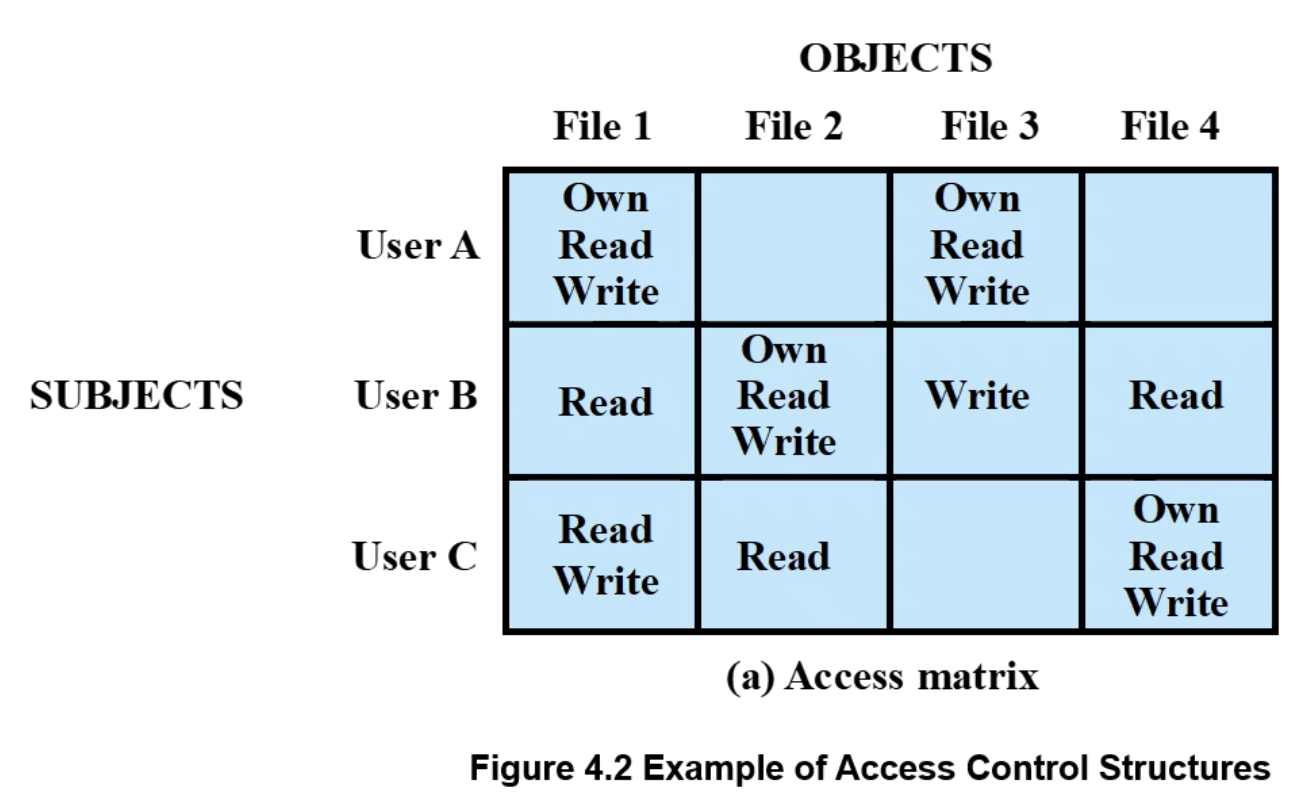 OBJECTS
File 1 File 2 File 3 File 4
SUBJECTS
User A
Own
Read
Write
Own
Read
Write
User B
Read
Own
Read
Write
Write
Read
User C
Read
Write
Read
Own
Read
Write
(a) Access matrix
Figure 4.2 Example of Access Control Structures